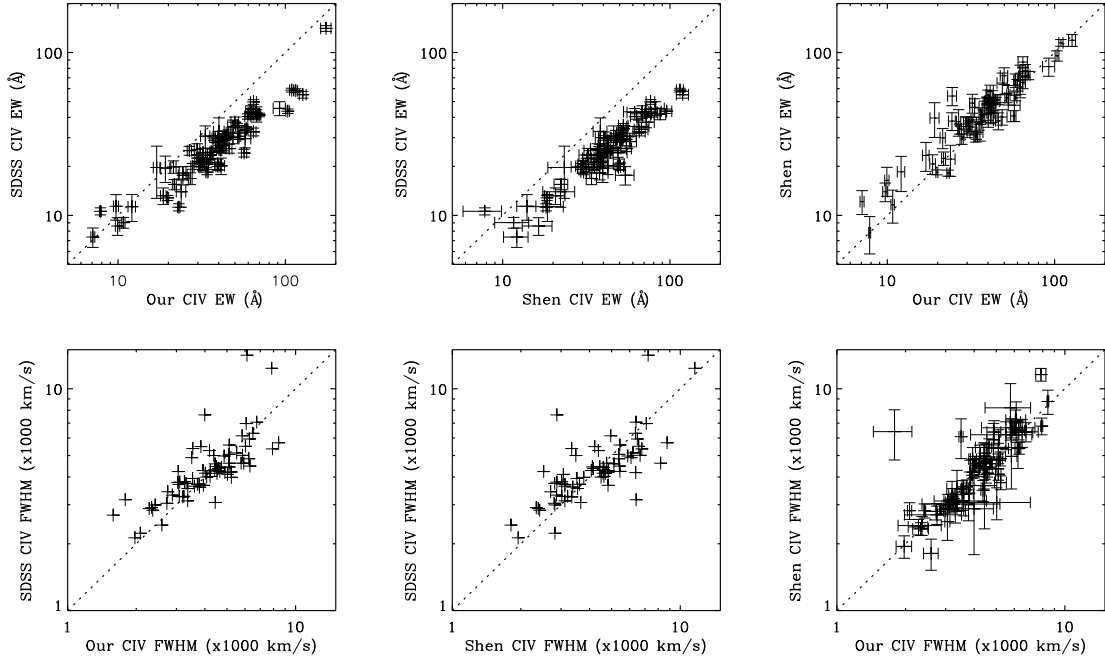 100
10
SDSS CIV EW (Å)
10 100
Our CIV EW (Å)
100
10
SDSS CIV EW (Å)
10 100
Shen CIV EW (Å)
100
10
Shen CIV EW (Å)
10 100
Our CIV EW (Å)
10
1
SDSS CIV FWHM (x1000 km/s)
1 10
Our CIV FWHM (x1000 km/s)
10
1
SDSS CIV FWHM (x1000 km/s)
1 10
Shen CIV FWHM (x1000 km/s)
10
1
Shen CIV FWHM (x1000 km/s)
1 10
Our CIV FWHM (x1000 km/s)